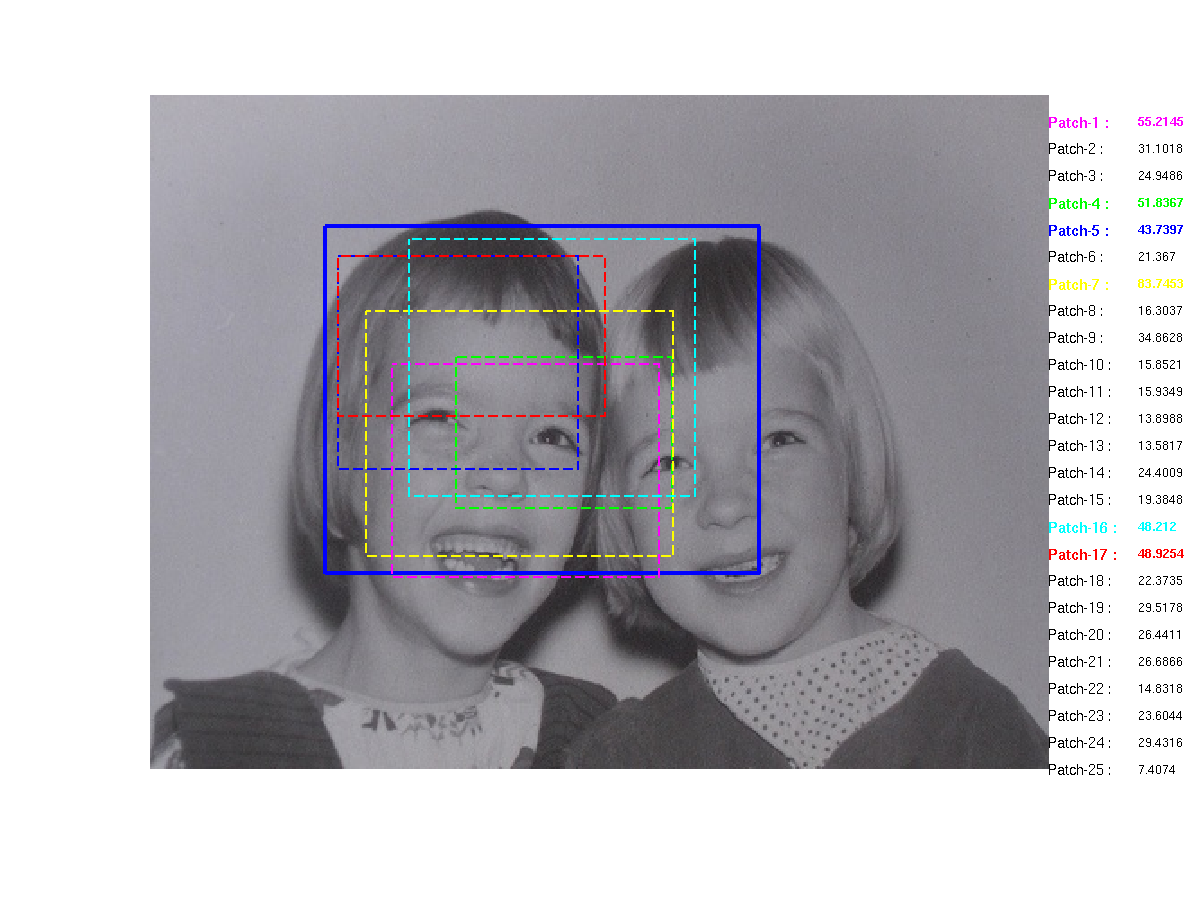 Patch-1 : 55.2145
Patch-2 : 31.1018
Patch-3 : 24.9486
Patch-4 : 51.8367
Patch-5 : 43.7397
Patch-6 : 21.367
Patch-7 : 83.7453
Patch-8 : 16.3037
Patch-9 : 34.8628
Patch-10 : 15.8521
Patch-11 : 15.9349
Patch-12 : 13.8988
Patch-13 : 13.5817
Patch-14 : 24.4009
Patch-15 : 19.3848
Patch-16 : 48.212
Patch-17 : 48.9254
Patch-18 : 22.3735
Patch-19 : 29.5178
Patch-20 : 26.4411
Patch-21 : 26.6866
Patch-22 : 14.8318
Patch-23 : 23.6044
Patch-24 : 29.4316
Patch-25 : 7.4074